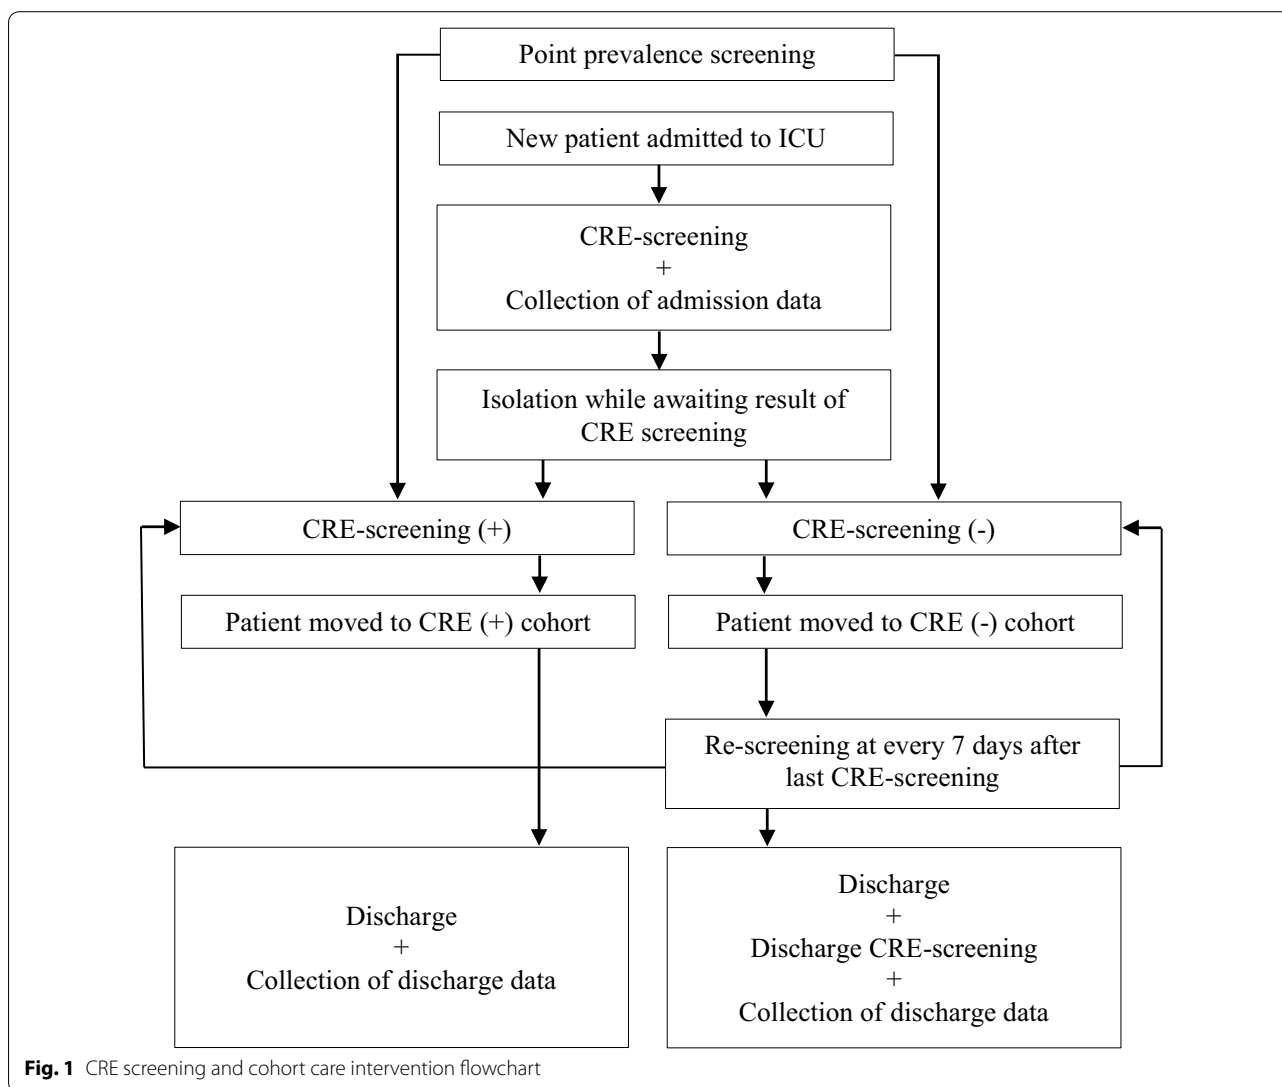 Point prevalence screening
New patient admitted to ICU
CRE-screening
+
Collection of admission data
Isolation while awaiting result of
CRE screening
CRE-screening (+)
CRE-screening (-)
Patient moved to CRE (+) cohort
Patient moved to CRE (-) cohort
Re-screening at every 7 days after
last CRE-screening
Discharge
+
Collection of discharge data
Discharge
+
Discharge CRE-screening
+
Collection of discharge data
Fig. 1 CRE screening and cohort care intervention flowchart